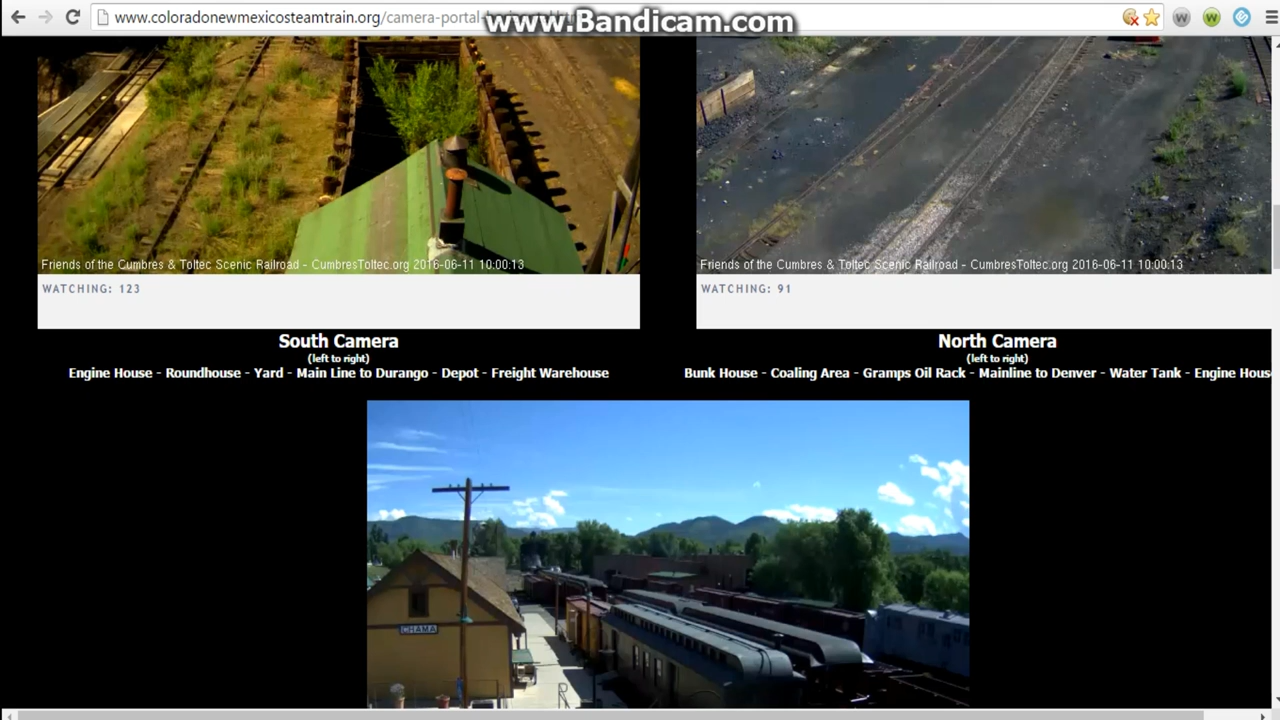 www.coloradonewmexicosteamtrain.org/camera-portal-
www.Bandicam.com
Friends of the Cumbres & Toltec Scenic Railroad - CumbresToltec.org 2016-06-11 10:00:13
Friends of the Cumbres & Toltec Scenic Railroad - CumbresToltec.org 2016-06-11 10:00:13
WATCHING: 123
WATCHING: 91
South Camera
(left to right)
Engine House - Roundhouse - Yard - Main Line to Durango - Depot - Freight Warehouse
North Camera
(left to right)
Bunk House - Coaling Area - Gramps Oil Rack - Mainline to Denver - Water Tank - Engine Hous
CHAMA